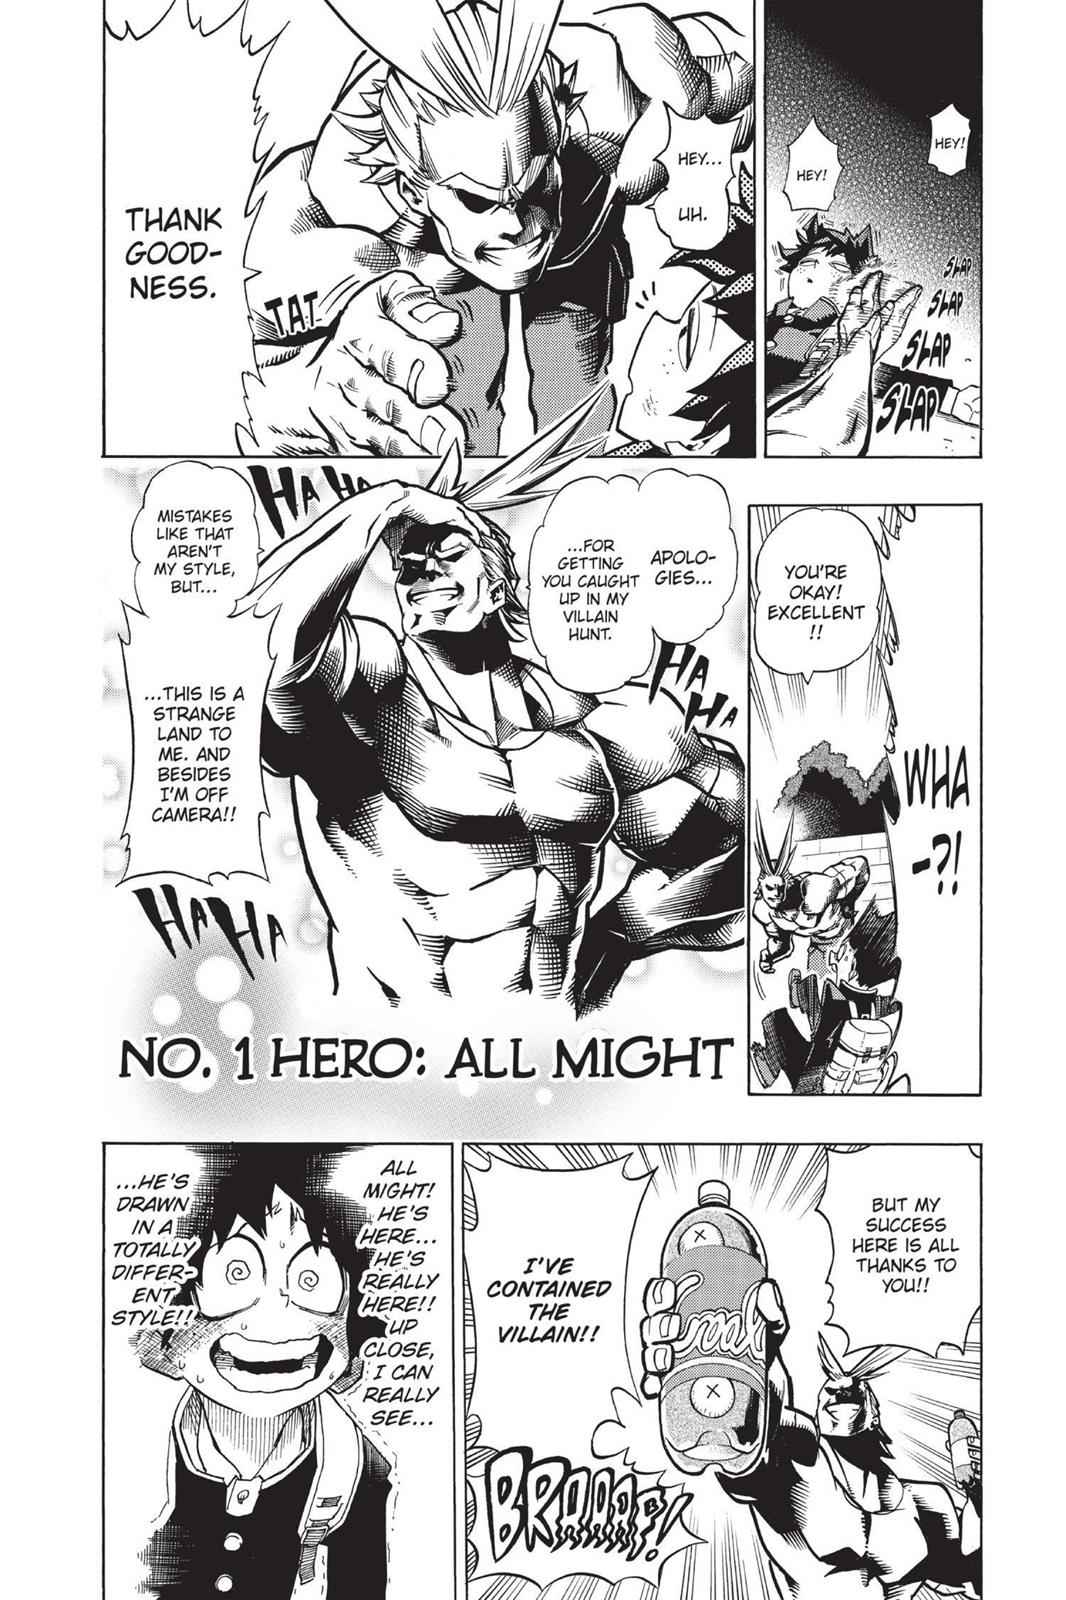 HEY!
HEY!
SLAP
SLAP
SLAP
SLAP
HEY...
UH.
THANK
GOOD-
NESS.
TAT
YOU'RE
OKAY!
EXCELLENT
!!
WHA
-?!
APOLO-
GIES...
...FOR
GETTING
YOU CAUGHT
UP IN MY
VILLAIN
HUNT.
HA HA
HA
HA
MISTAKES
LIKE THAT
AREN'T
MY STYLE,
BUT...
...THIS IS A
STRANGE
LAND TO
ME. AND
BESIDES
I'M OFF
CAMERA!!
HA HA
NO. 1 HERO: ALL MIGHT
BUT MY
SUCCESS
HERE IS ALL
THANKS TO
YOU!!
I'VE
CONTAINED
THE
VILLAIN!!
Cool
BRAAAAP!
ALL
MIGHT!
HE'S
HERE...
HE'S
REALLY
HERE!!
UP
CLOSE,
I CAN
REALLY
SEE...
...HE'S
DRAWN
IN A
TOTALLY
DIFFER-
ENT
STYLE!!